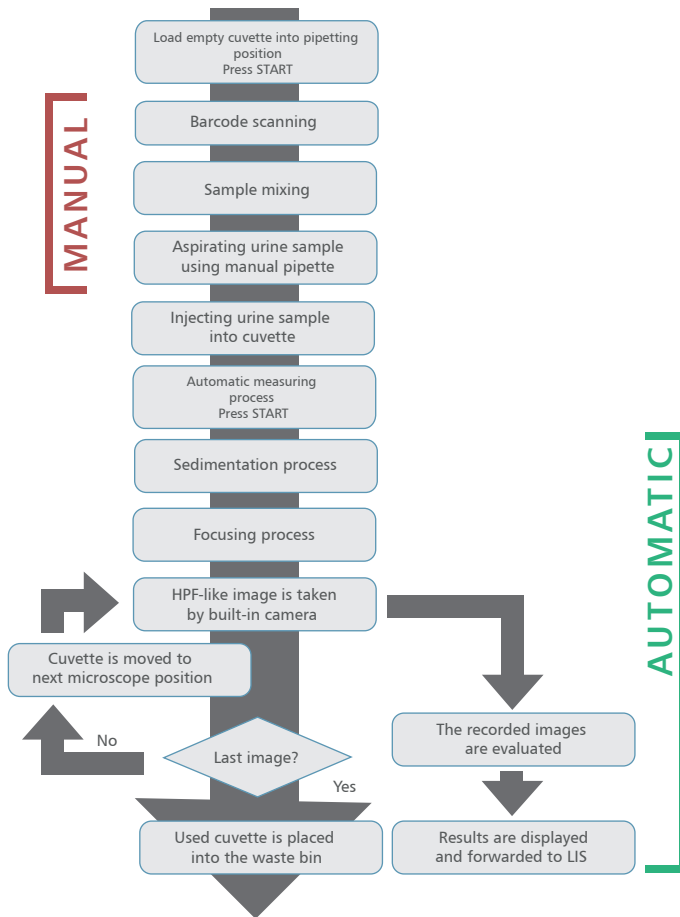 Load empty cuvette into pipetting
position
Press START
MANUAL
Barcode scanning
Sample mixing
Aspirating urine sample
using manual pipette
Injecting urine sample
into cuvette
Automatic measuring
process
Press START
AUTOMATIC
Sedimentation process
Focusing process
HPF-like image is taken
by built-in camera
Cuvette is moved to
next microscope position
No
Last image?
Yes
The recorded images
are evaluated
Used cuvette is placed
into the waste bin
Results are displayed
and forwarded to LIS